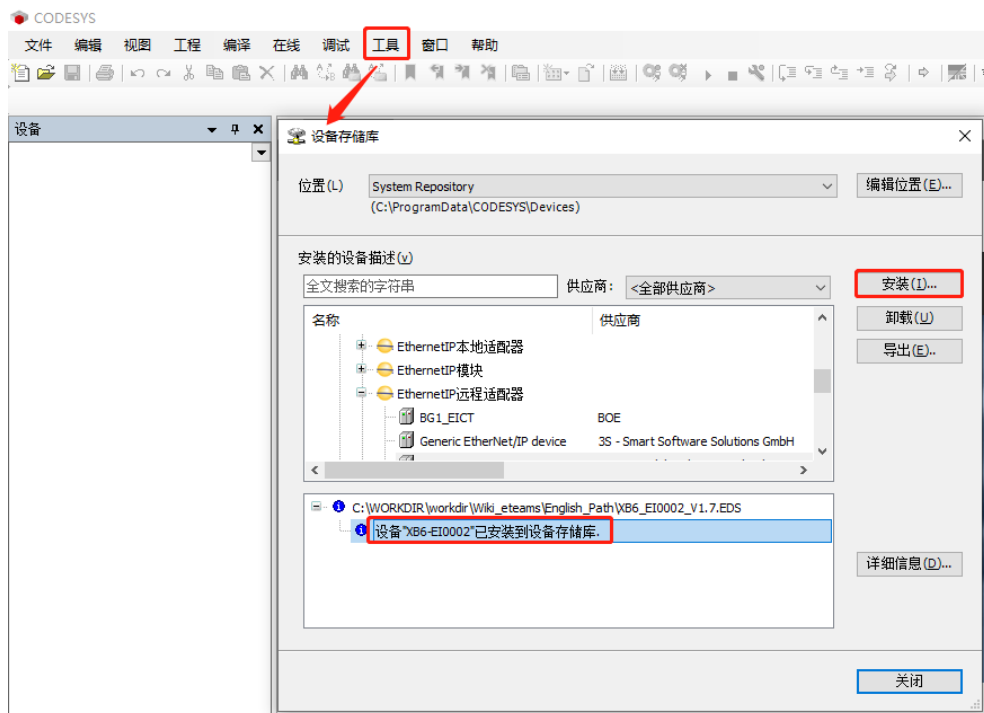 CODESYS
文件 编辑 视图 工程 编译 在线 调试 工具 窗口 帮助
设备
设备存储库
位置(L) System Repository 编辑位置(E)...
(C:\ProgramData\CODESYS\Devices)
安装的设备描述(v)
全文搜索的字符串 供应商: <全部供应商> 安装(I)...
名称 供应商 卸载(U)
EthernetIP本地适配器 导出(E)..
EthernetIP模块
EthernetIP远程适配器
BG1_EICT BOE
Generic EtherNet/IP device 3S - Smart Software Solutions GmbH
C:\WORKDIR\workdir\Wiki_eteams\English_Path\XB6_EI0002_V1.7.EDS
设备"XB6-EI0002"已安装到设备存储库.
详细信息(D)...
关闭